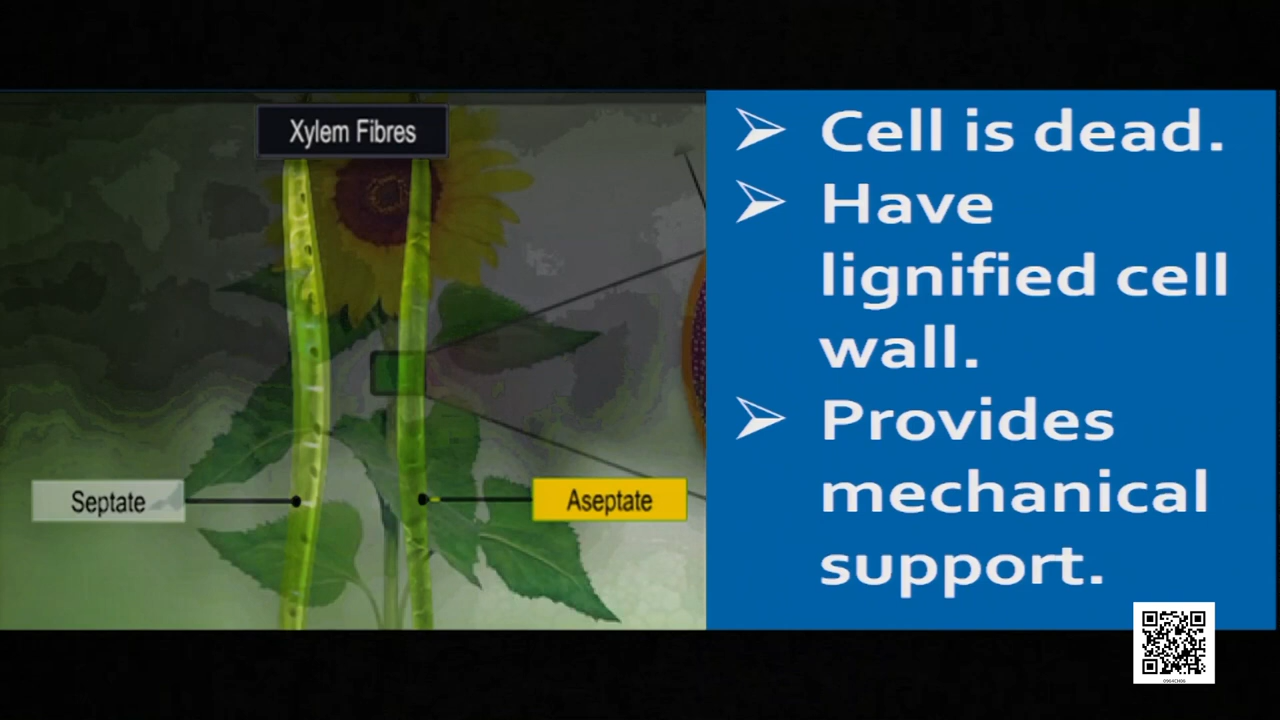 Xylem Fibres
Septate
Aseptate
➢ Cell is dead.
➢ Have
lignified cell
wall.
➢ Provides
mechanical
support.